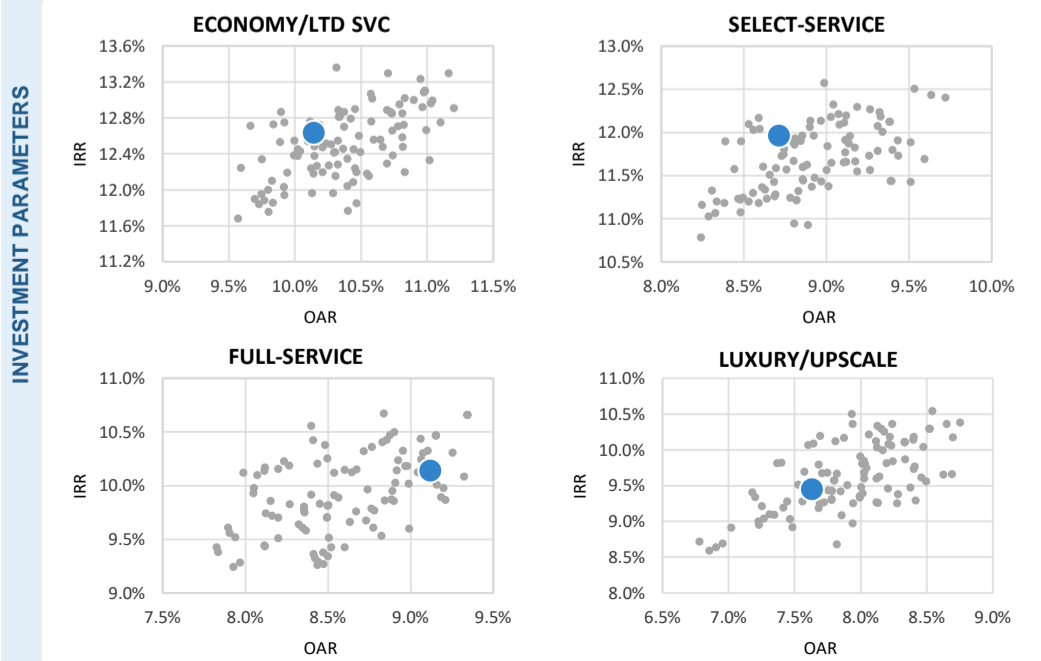 INVESTMENT PARAMETERS
ECONOMY/LTD SVC
13.6%
13.2%
12.8%
12.4%
12.0%
11.6%
11.2%
IRR
9.0% 9.5% 10.0% 10.5% 11.0% 11.5%
OAR
SELECT-SERVICE
13.0%
12.5%
12.0%
11.5%
11.0%
10.5%
IRR
8.0% 8.5% 9.0% 9.5% 10.0%
OAR
FULL-SERVICE
11.0%
10.5%
10.0%
9.5%
9.0%
IRR
7.5% 8.0% 8.5% 9.0% 9.5%
OAR
LUXURY/UPSCALE
11.0%
10.5%
10.0%
9.5%
9.0%
8.5%
8.0%
IRR
6.5% 7.0% 7.5% 8.0% 8.5% 9.0%
OAR